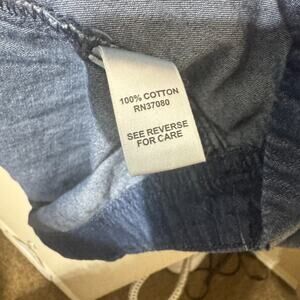 100% COTTON
RN37080
SEE REVERSE
FOR CARE